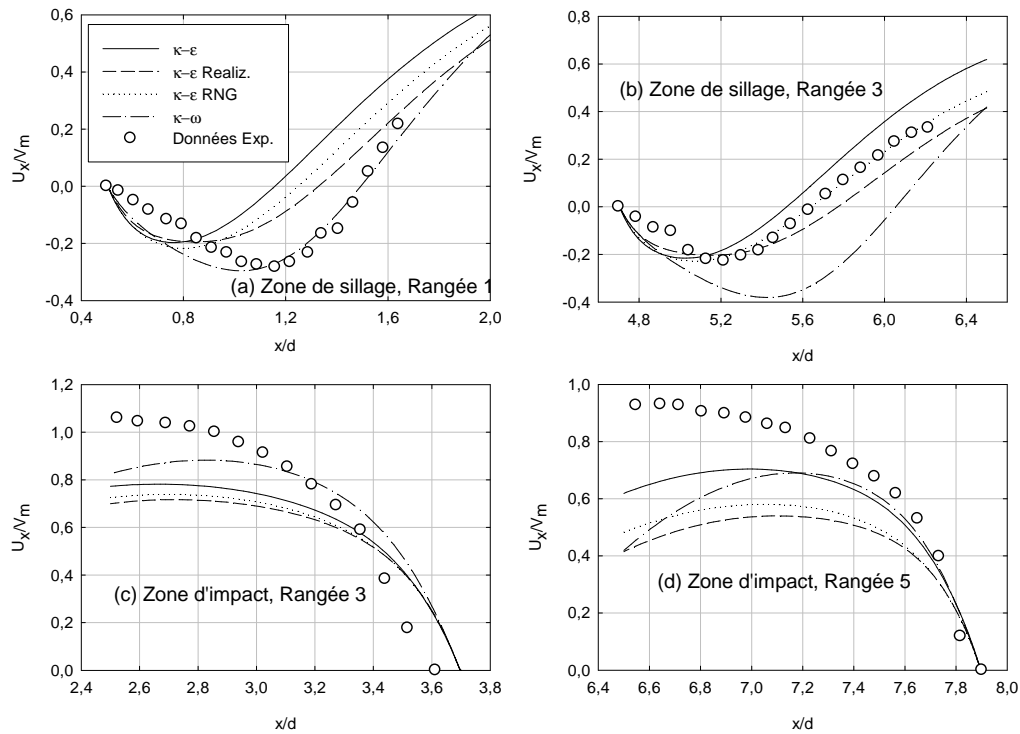 0,6
0,4
0,2
0,0
-0,2
-0,4
U_x/V_m
κ–ε
κ–ε Realiz.
κ–ε RNG
κ–ω
Données Exp.
(a) Zone de sillage, Rangée 1
0,4 0,8 1,2 1,6 2,0
x/d
0,8
0,6
0,4
0,2
0,0
-0,2
-0,4
U_x/V_m
(b) Zone de sillage, Rangée 3
4,8 5,2 5,6 6,0 6,4
x/d
1,2
1,0
0,8
0,6
0,4
0,2
0,0
U_x/V_m
(c) Zone d'impact, Rangée 3
2,4 2,6 2,8 3,0 3,2 3,4 3,6 3,8
x/d
1,0
0,8
0,6
0,4
0,2
0,0
U_x/V_m
(d) Zone d'impact, Rangée 5
6,4 6,6 6,8 7,0 7,2 7,4 7,6 7,8 8,0
x/d